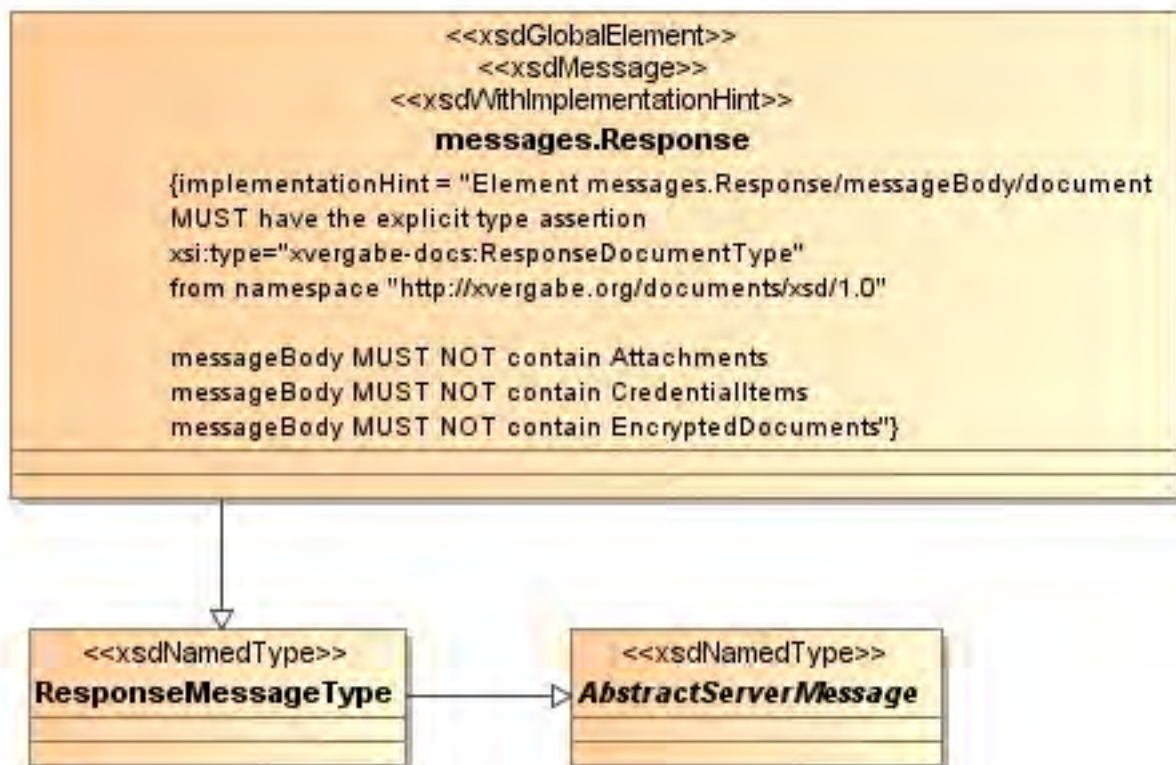 <<xsdGlobalElement>>
<<xsdMessage>>
<<xsdWithImplementationHint>>
messages.Response
{implementationHint = "Element messages.Response/messageBody/document
MUST have the explicit type assertion
xsi:type="xvergabe-docs:ResponseDocumentType"
from namespace "http://xvergabe.org/documents/xsd/1.0"
messageBody MUST NOT contain Attachments
messageBody MUST NOT contain CredentialItems
messageBody MUST NOT contain EncryptedDocuments"}
<<xsdNamedType>>
ResponseMessageType
<<xsdNamedType>>
AbstractServerMessage